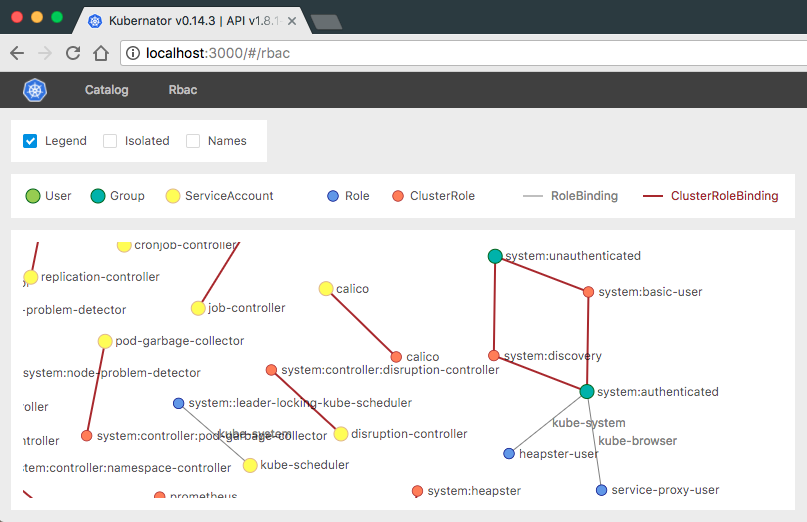 Kubernator v0.14.3 | API v1.8.1-
localhost:3000/#/rbac
Catalog Rbac
Legend Isolated Names
User Group ServiceAccount Role ClusterRole RoleBinding ClusterRoleBinding
cronjob-controller
system:unauthenticated
replication-controller
calico
system:basic-user
-problem-detector
job-controller
pod-garbage-collector
calico
system:discovery
system:node-problem-detector
system:controller:disruption-controller
system:authenticated
oller
system::leader-locking-kube-scheduler
kube-system
ntroller
system:controller:pod-garbage-collector
kube-system
disruption-controller
kube-browser
stem:controller:namespace-controller
kube-scheduler
heapster-user
prometheus
system:heapster
service-proxy-user